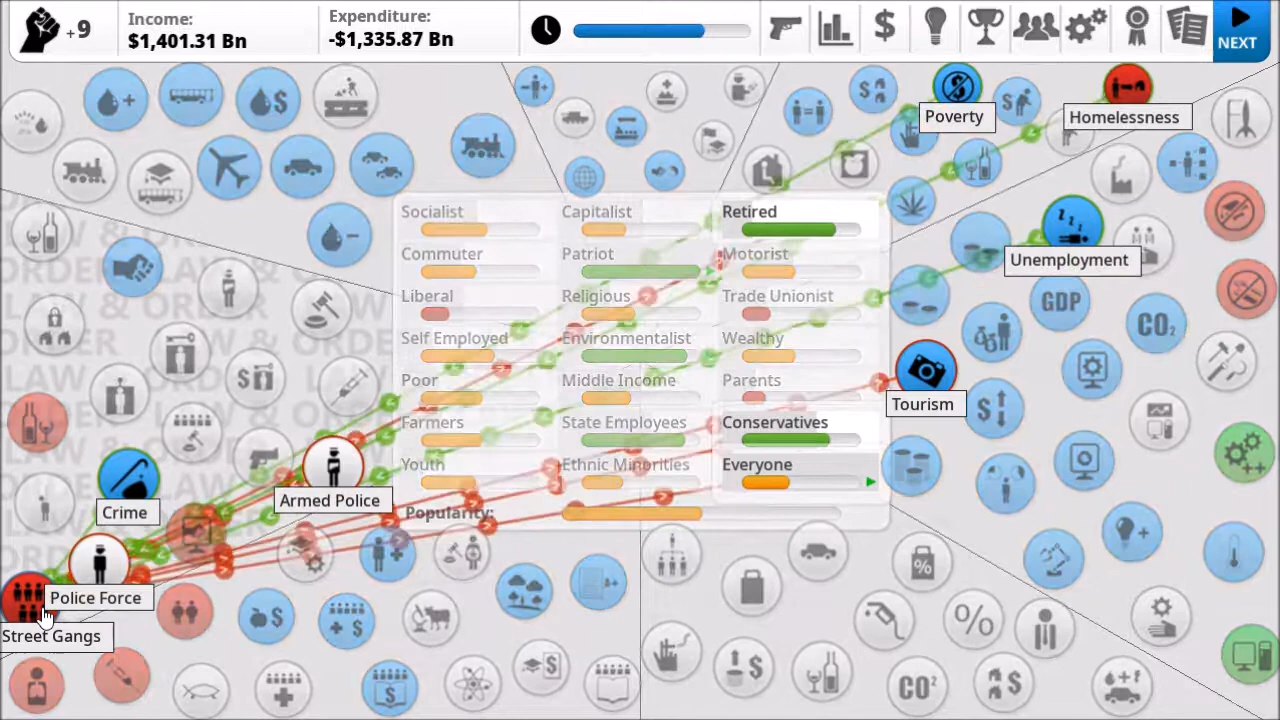 +9
Income:
$1,401.31 Bn
Expenditure:
-$1,335.87 Bn
NEXT
Poverty
Homelessness
Socialist
Capitalist
Retired
Commuter
Patriot
Motorist
Unemployment
Liberal
Religious
Trade Unionist
GDP
CO₂
Self Employed
Environmentalist
Wealthy
Poor
Middle Income
Parents
Tourism
Farmers
State Employees
Conservatives
Youth
Ethnic Minorities
Everyone
Armed Police
Crime
Popularity:
Police Force
Street Gangs
CO²
LAW & ORDER